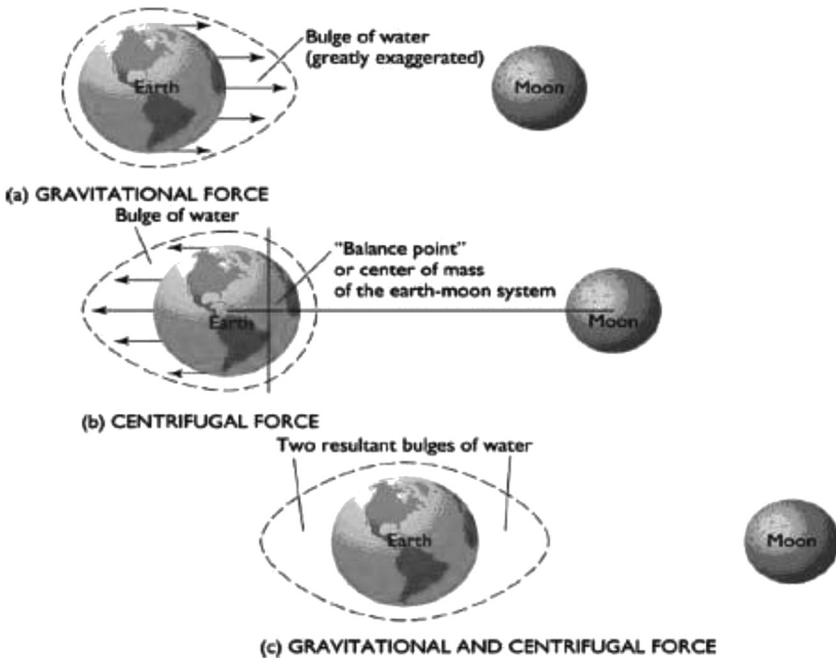 Bulge of water
(greatly exaggerated)
Earth
Moon
(a) GRAVITATIONAL FORCE
Bulge of water
"Balance point"
or center of mass
of the earth-moon system
Earth
Moon
(b) CENTRIFUGAL FORCE
Two resultant bulges of water
Earth
Moon
(c) GRAVITATIONAL AND CENTRIFUGAL FORCE